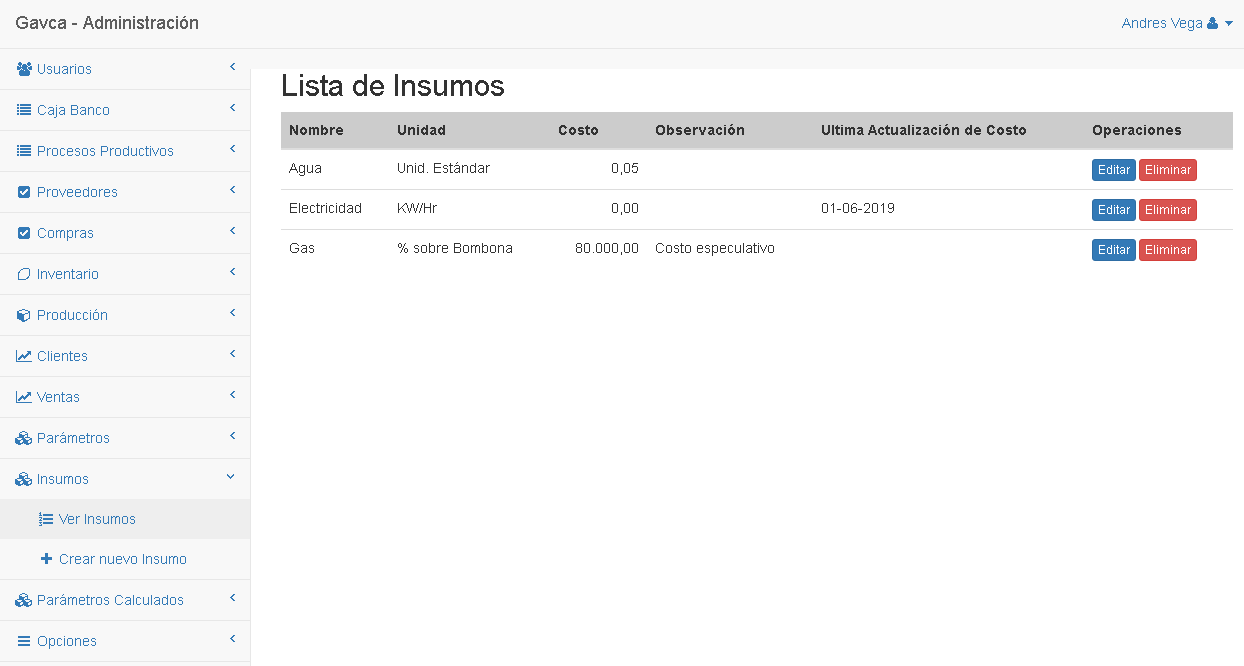 Gavca - Administración
Andres Vega
Usuarios
Caja Banco
Procesos Productivos
Proveedores
Compras
Inventario
Producción
Clientes
Ventas
Parámetros
Insumos
Ver Insumos
Crear nuevo Insumo
Parámetros Calculados
Opciones
Lista de Insumos
Nombre Unidad Costo Observación Ultima Actualización de Costo Operaciones
Agua Unid. Estándar 0,05 Editar Eliminar
Electricidad KW/Hr 0,00 01-06-2019 Editar Eliminar
Gas % sobre Bombona 80.000,00 Costo especulativo Editar Eliminar